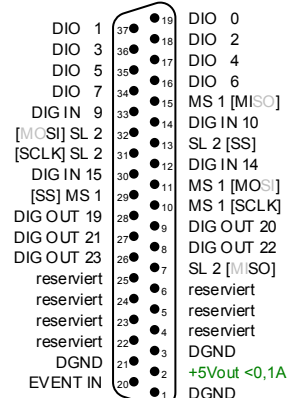 DIO 1 37 19 DIO 0
DIO 3 36 18 DIO 2
DIO 5 35 17 DIO 4
DIO 7 34 16 DIO 6
DIG IN 9 33 15 MS 1 [MISO]
[MOSI] SL 2 32 14 DIG IN 10
[SCLK] SL 2 31 13 SL 2 [SS]
DIG IN 15 30 12 DIG IN 14
[SS] MS 1 29 11 MS 1 [MOSI]
DIG OUT 19 28 10 MS 1 [SCLK]
DIG OUT 21 27 9 DIG OUT 20
DIG OUT 23 26 8 DIG OUT 22
reserviert 25 7 SL 2 [MISO]
reserviert 24 6 reserviert
reserviert 23 5 reserviert
reserviert 22 4 reserviert
DGND 21 3 DGND
EVENT IN 20 2 +5Vout <0,1A
1 DGND